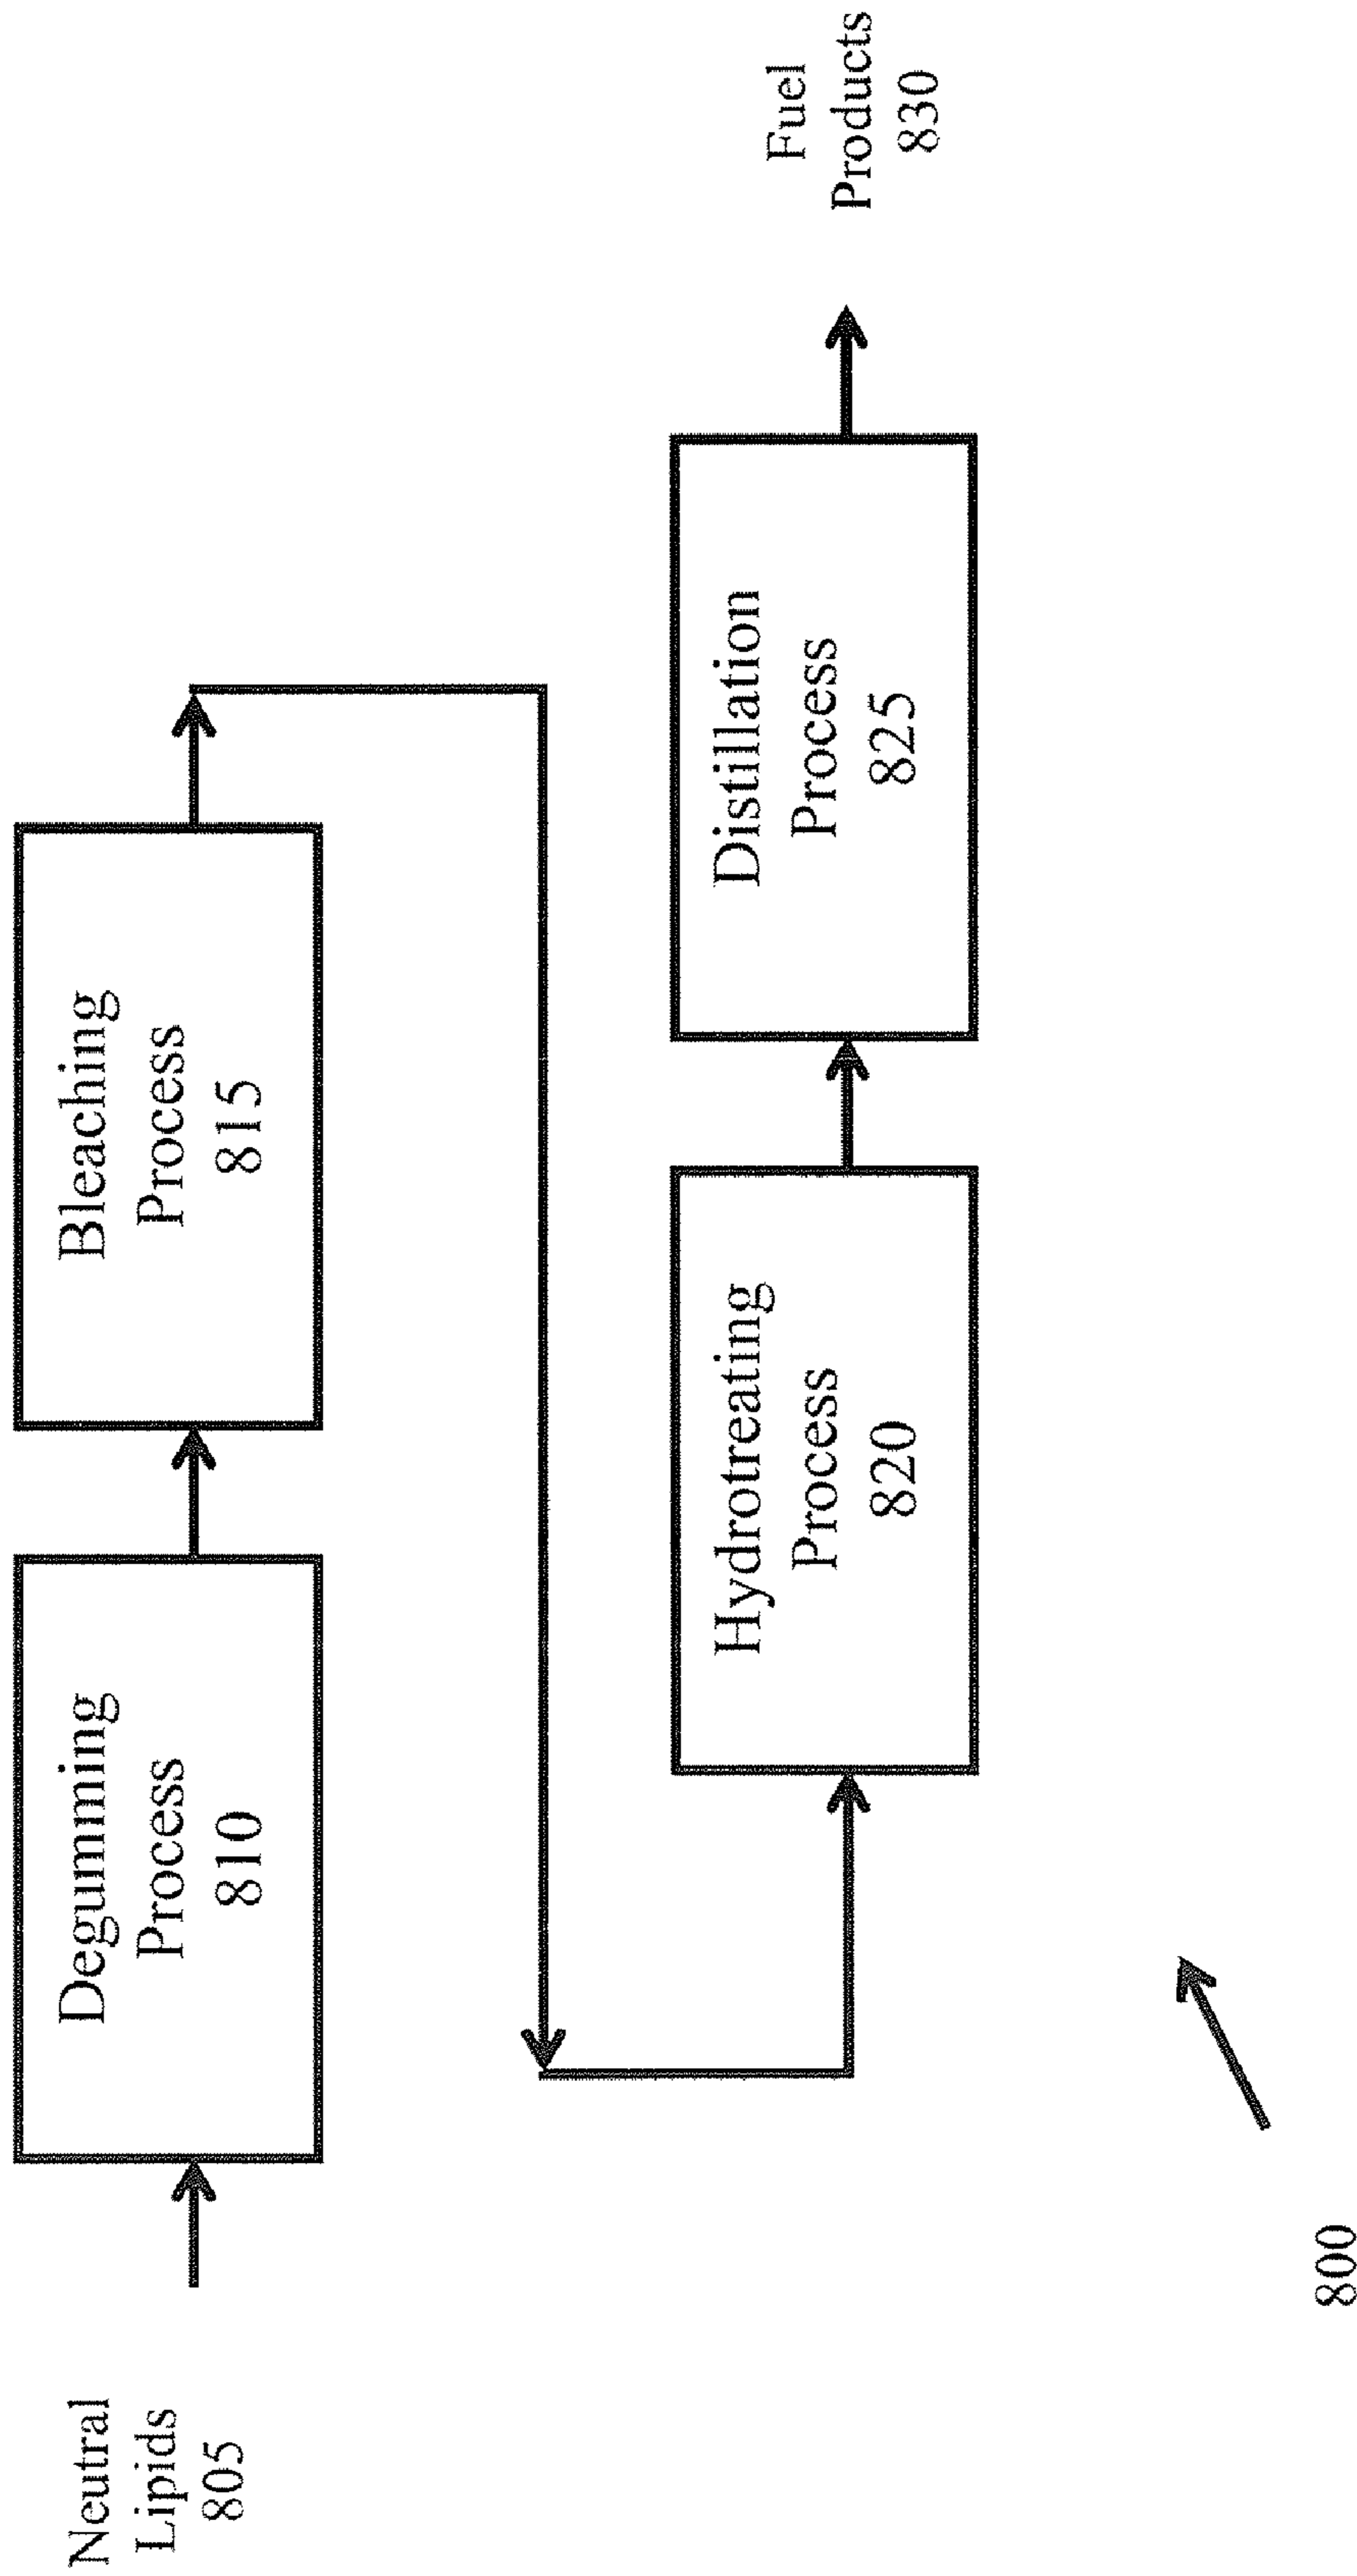 Neutral
Lipids
805
Degumming
Process
810
Bleaching
Process
815
Hydrotreating
Process
820
Distillation
Process
825
Fuel
Products
830
800